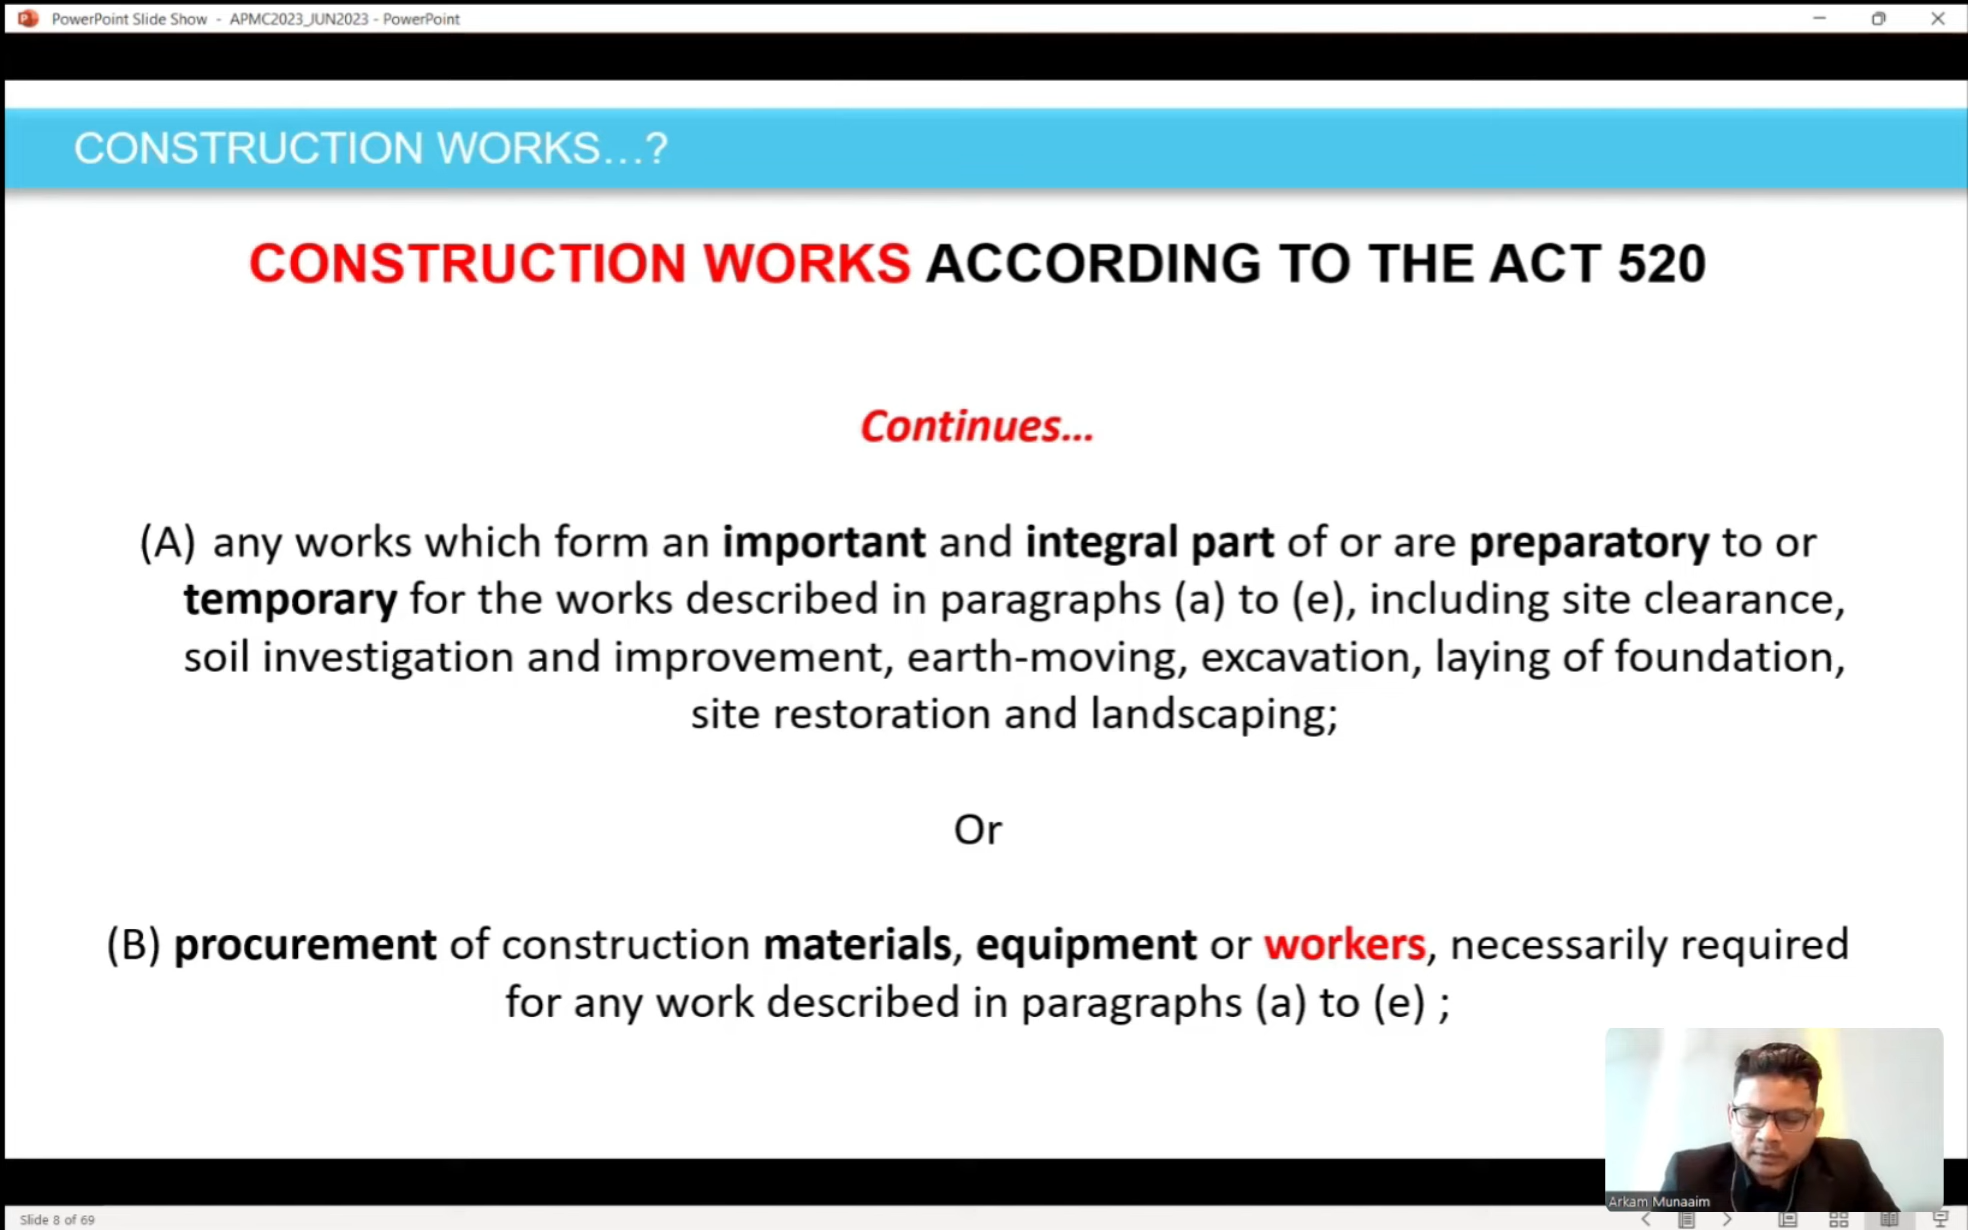 PowerPoint Slide Show - APMC2023_JUN2023 - PowerPoint
CONSTRUCTION WORKS...?
CONSTRUCTION WORKS ACCORDING TO THE ACT 520
Continues...
(A) any works which form an important and integral part of or are preparatory to or
temporary for the works described in paragraphs (a) to (e), including site clearance,
soil investigation and improvement, earth-moving, excavation, laying of foundation,
site restoration and landscaping;
Or
(B) procurement of construction materials, equipment or workers, necessarily required
for any work described in paragraphs (a) to (e) ;
Arkam Munaaim
Slide 8 of 69